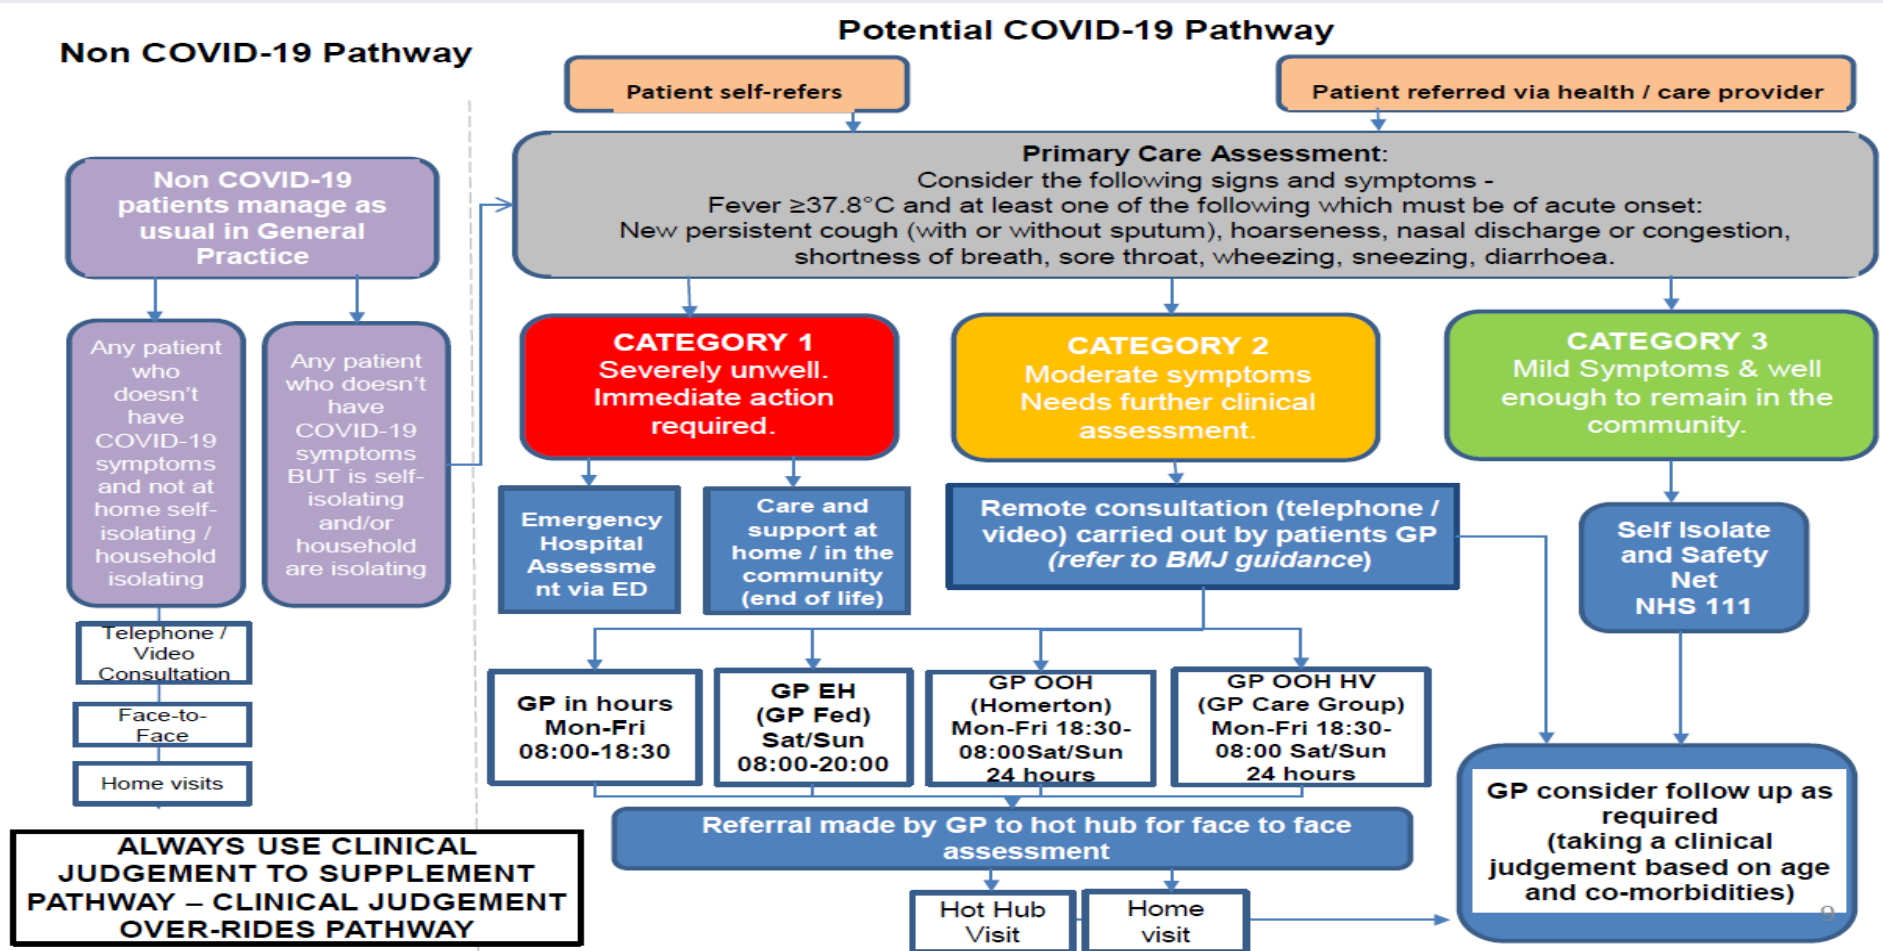 Non COVID-19 Pathway
Potential COVID-19 Pathway
Patient self-refers
Patient referred via health / care provider
Non COVID-19
patients manage as
usual in General
Practice
Primary Care Assessment:
Consider the following signs and symptoms -
Fever ≥37.8°C and at least one of the following which must be of acute onset:
New persistent cough (with or without sputum), hoarseness, nasal discharge or congestion,
shortness of breath, sore throat, wheezing, sneezing, diarrhoea.
Any patient
who
doesn't
have
COVID-19
symptoms
and not at
home self-
isolating /
household
isolating
Any patient
who doesn't
have
COVID-19
symptoms
BUT is self-
isolating
and/or
household
are isolating
CATEGORY 1
Severely unwell.
Immediate action
required.
CATEGORY 2
Moderate symptoms
Needs further clinical
assessment.
CATEGORY 3
Mild Symptoms & well
enough to remain in the
community.
Emergency
Hospital
Assessme
nt via ED
Care and
support at
home / in the
community
(end of life)
Remote consultation (telephone /
video) carried out by patients GP
(refer to BMJ guidance)
Self Isolate
and Safety
Net
NHS 111
Telephone /
Video
Consultation
Face-to-
Face
Home visits
GP in hours
Mon-Fri
08:00-18:30
GP EH
(GP Fed)
Sat/Sun
08:00-20:00
GP OOH
(Homerton)
Mon-Fri 18:30-
08:00Sat/Sun
24 hours
GP OOH HV
(GP Care Group)
Mon-Fri 18:30-
08:00 Sat/Sun
24 hours
Referral made by GP to hot hub for face to face
assessment
Hot Hub
Visit
Home
visit
GP consider follow up as
required
(taking a clinical
judgement based on age
and co-morbidities)
9
ALWAYS USE CLINICAL
JUDGEMENT TO SUPPLEMENT
PATHWAY – CLINICAL JUDGEMENT
OVER-RIDES PATHWAY